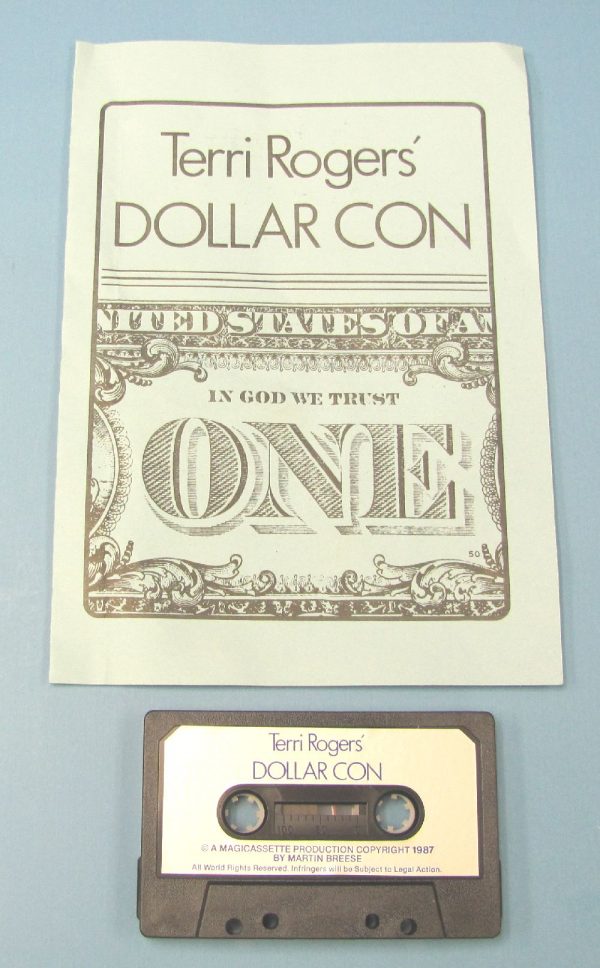 Terri Rogers'
DOLLAR CON
NITED STATES OF A
IN GOD WE TRUST
ONE
50
Terri Rogers'
DOLLAR CON
© A MAGICASSETTE PRODUCTION COPYRIGHT 1987
BY MARTIN BREESE
All World Rights Reserved. Infringers will be Subject to Legal Action.